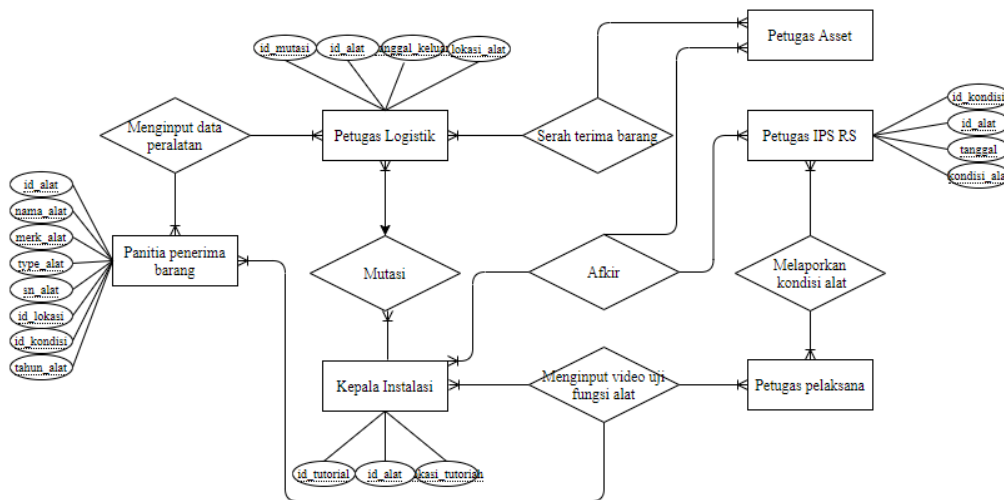 Petugas Asset
id_mutasi
id_alat
nggal_keluar
lokasi_alat
Menginput data
peralatan
Petugas Logistik
Serah terima barang
Petugas IPS RS
id_kondisi
id_alat
tanggal
kondisi_alat
id_alat
nama_alat
merk_alat
type_alat
sn_alat
id_lokasi
id_kondisi
tahun_alat
Panitia penerima
barang
Mutasi
Afkir
Melaporkan
kondisi alat
Kepala Instalasi
Menginput video uji
fungsi alat
Petugas pelaksana
id_tutorial
id_alat